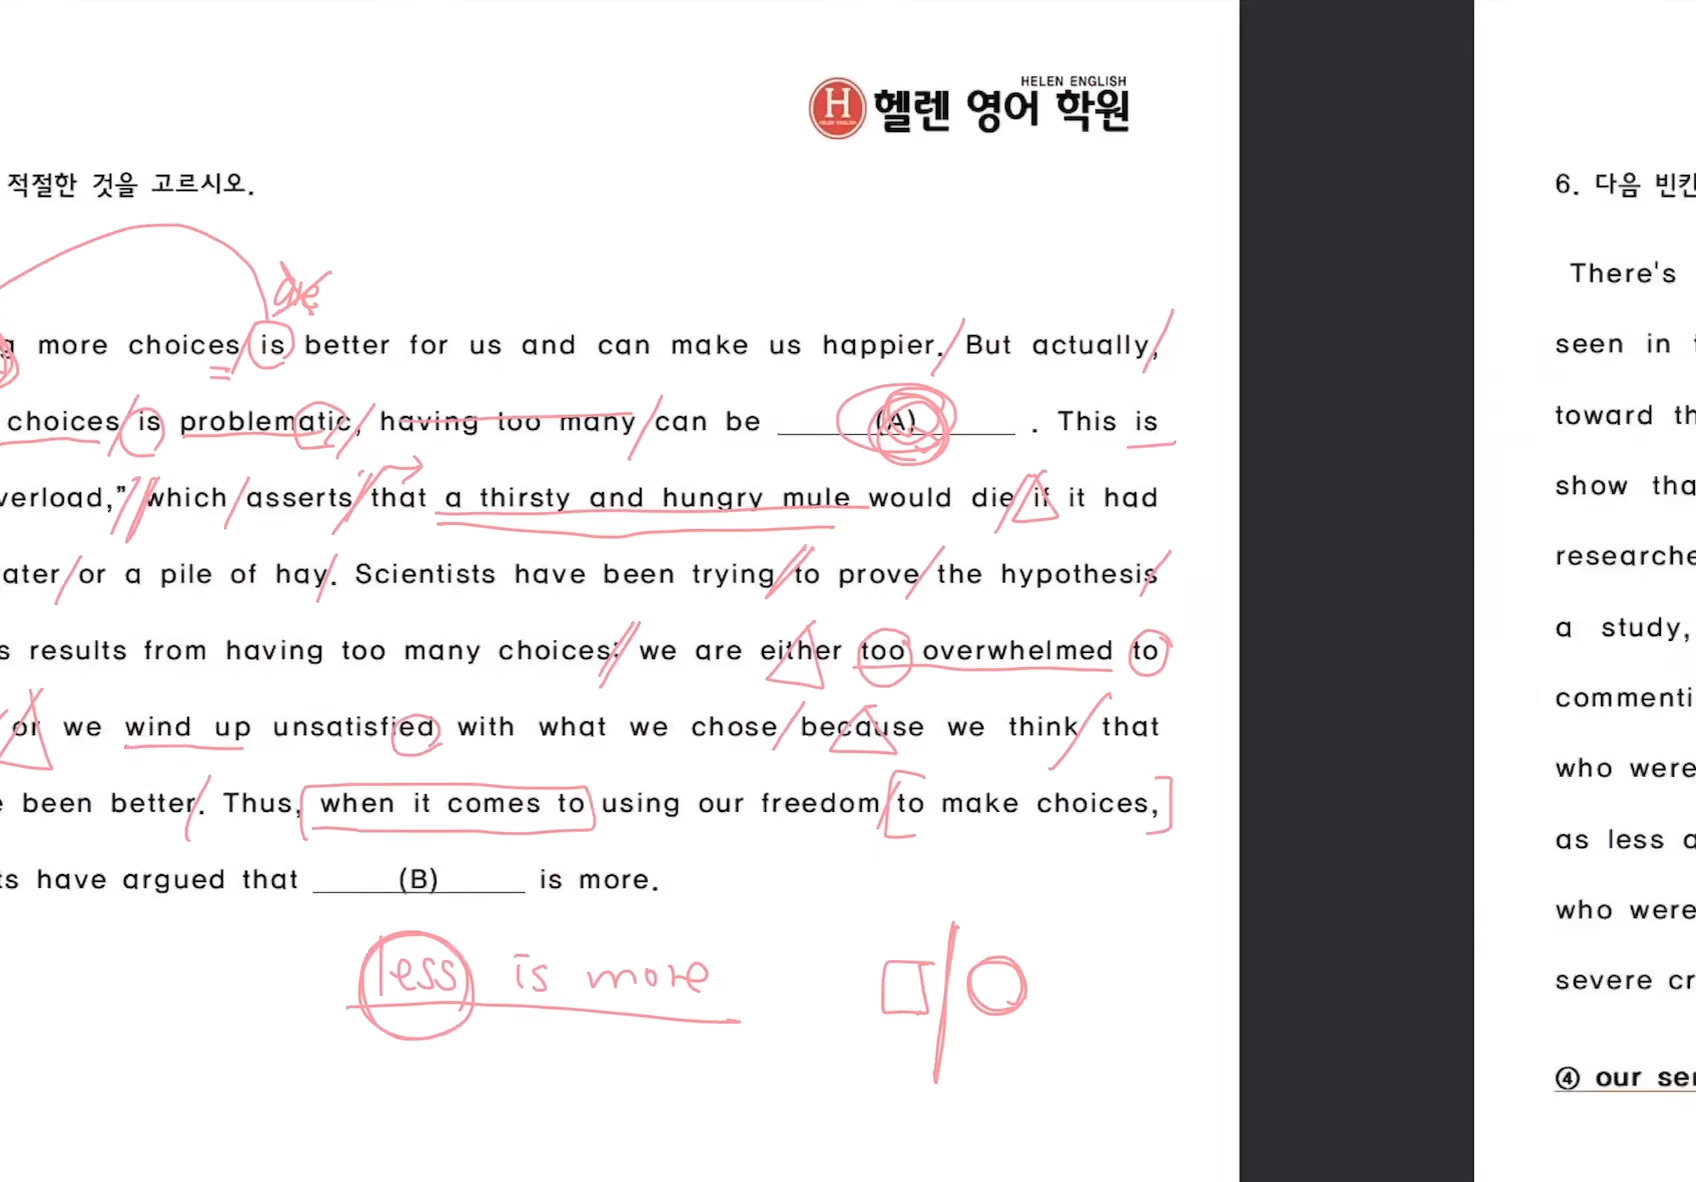 HELEN ENGLISH
H 헬렌 영어 학원
적절한 것을 고르시오.
are
more choices is better for us and can make us happier. But actually,
choices is problematic, having too many can be (A) . This is
verload,” which asserts that a thirsty and hungry mule would die if it had
ater or a pile of hay. Scientists have been trying to prove the hypothesis
s results from having too many choices: we are either too overwhelmed to
or we wind up unsatisfied with what we chose because we think that
e been better. Thus, when it comes to using our freedom to make choices,
ts have argued that (B) is more.
less is more
6. 다음 빈칸
There's
seen in
toward th
show tha
researche
a study,
commenti
who were
as less a
who were
severe cr
④ our ser